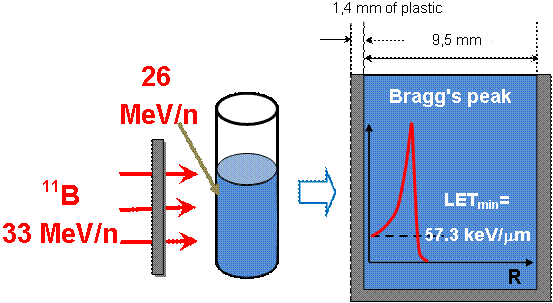 1,4 mm of plastic
9,5 mm
26
MeV/n
Bragg's peak
¹¹B
33 MeV/n
LETmin=
57.3 keV/μm
R